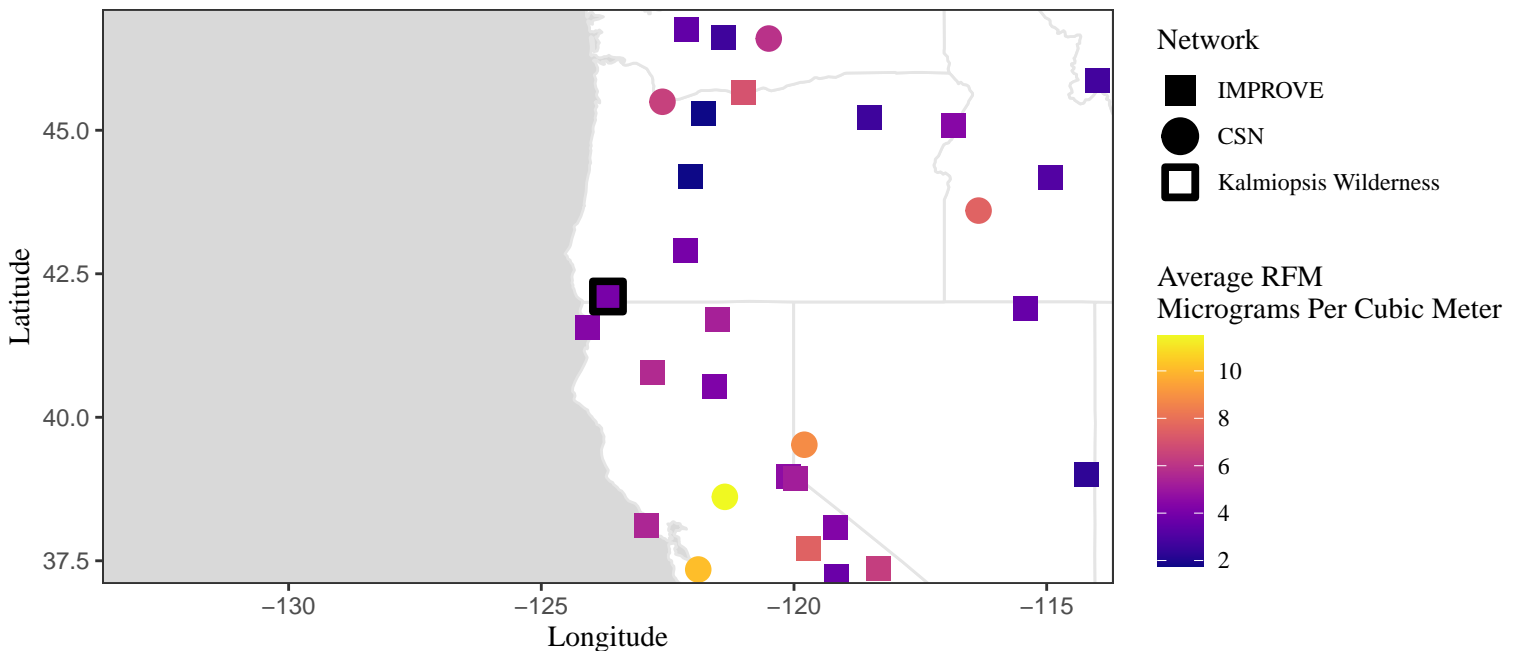 Network
IMPROVE
CSN
Kalmiopsis Wilderness
Average RFM
Micrograms Per Cubic Meter
10
8
6
4
2
Latitude
45.0
42.5
40.0
37.5
−130
−125
−120
−115
Longitude